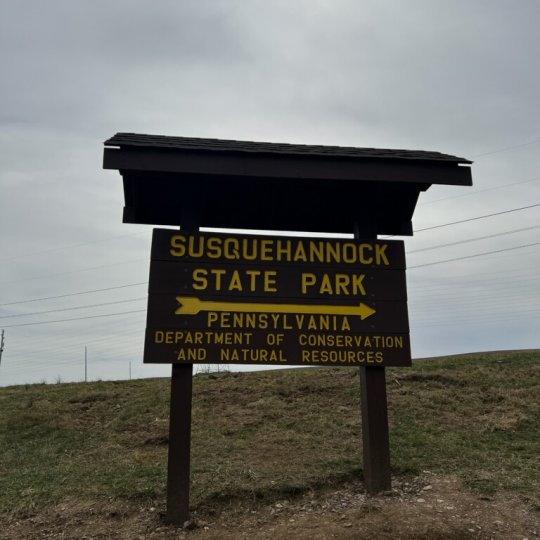 SUSQUEHANNOCK
STATE PARK
PENNSYLVANIA
DEPARTMENT OF CONSERVATION
AND NATURAL RESOURCES